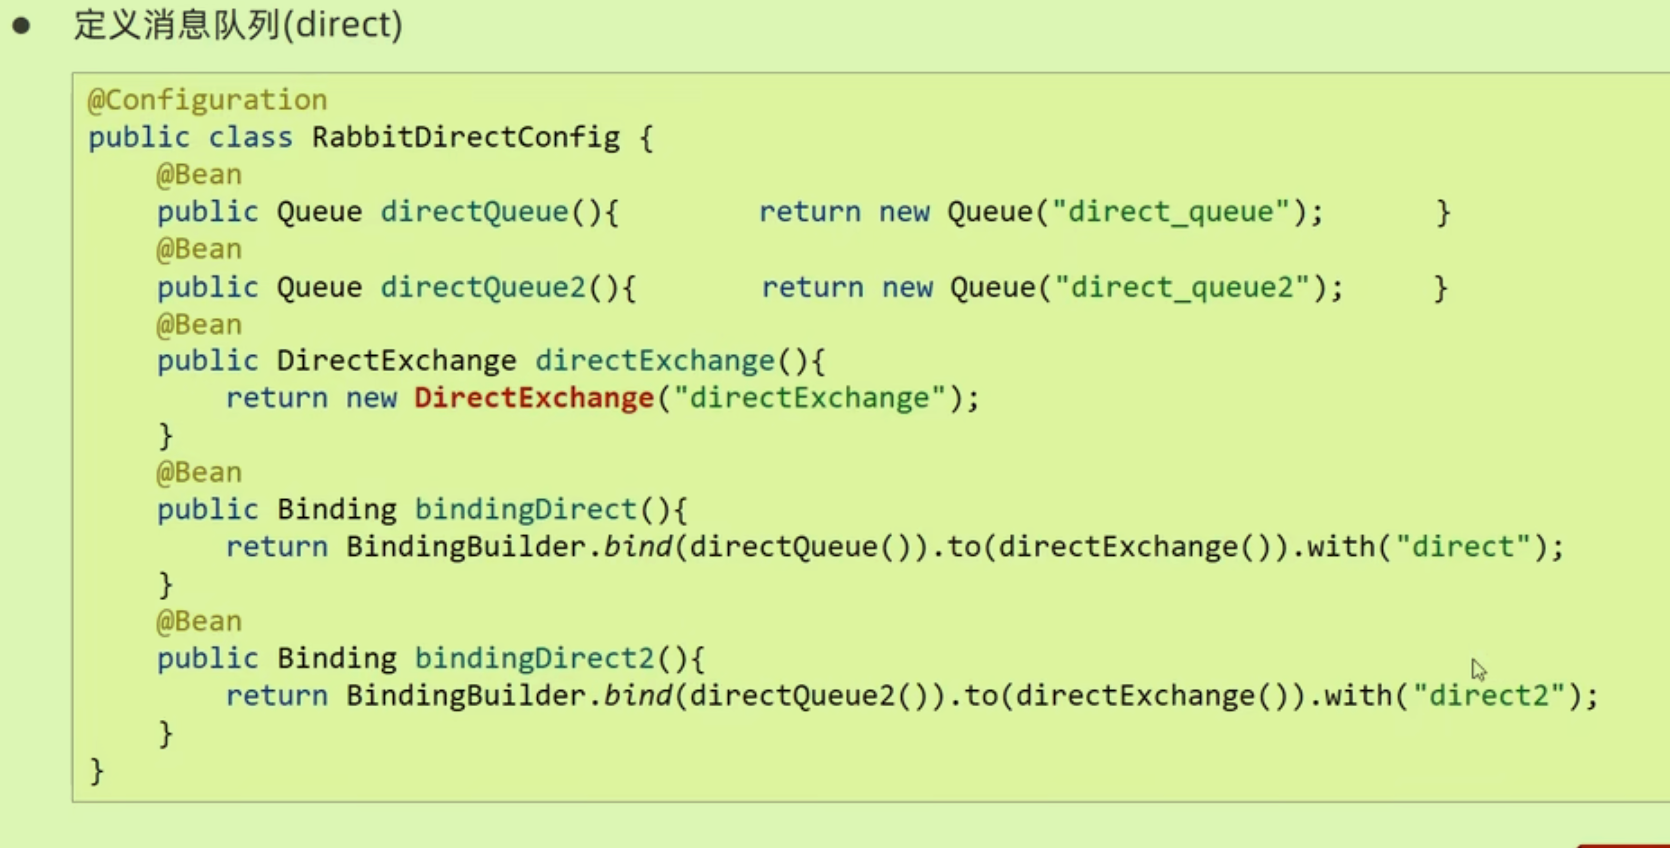 ● 定义消息队列(direct)
@Configuration
public class RabbitDirectConfig {
    @Bean
    public Queue directQueue(){        return new Queue("direct_queue");      }
    @Bean
    public Queue directQueue2(){       return new Queue("direct_queue2");     }
    @Bean
    public DirectExchange directExchange(){
        return new DirectExchange("directExchange");
    }
    @Bean
    public Binding bindingDirect(){
        return BindingBuilder.bind(directQueue()).to(directExchange()).with("direct");
    }
    @Bean
    public Binding bindingDirect2(){
        return BindingBuilder.bind(directQueue2()).to(directExchange()).with("direct2");
    }
}